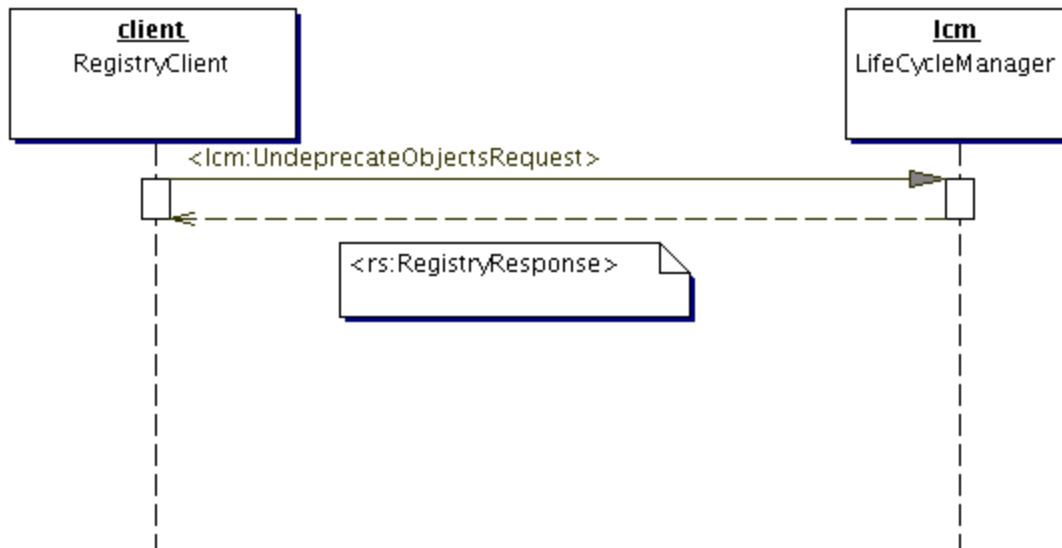 client
RegistryClient
lcm
LifeCycleManager
<lcm:UndeprecateObjectsRequest>
<rs:RegistryResponse>